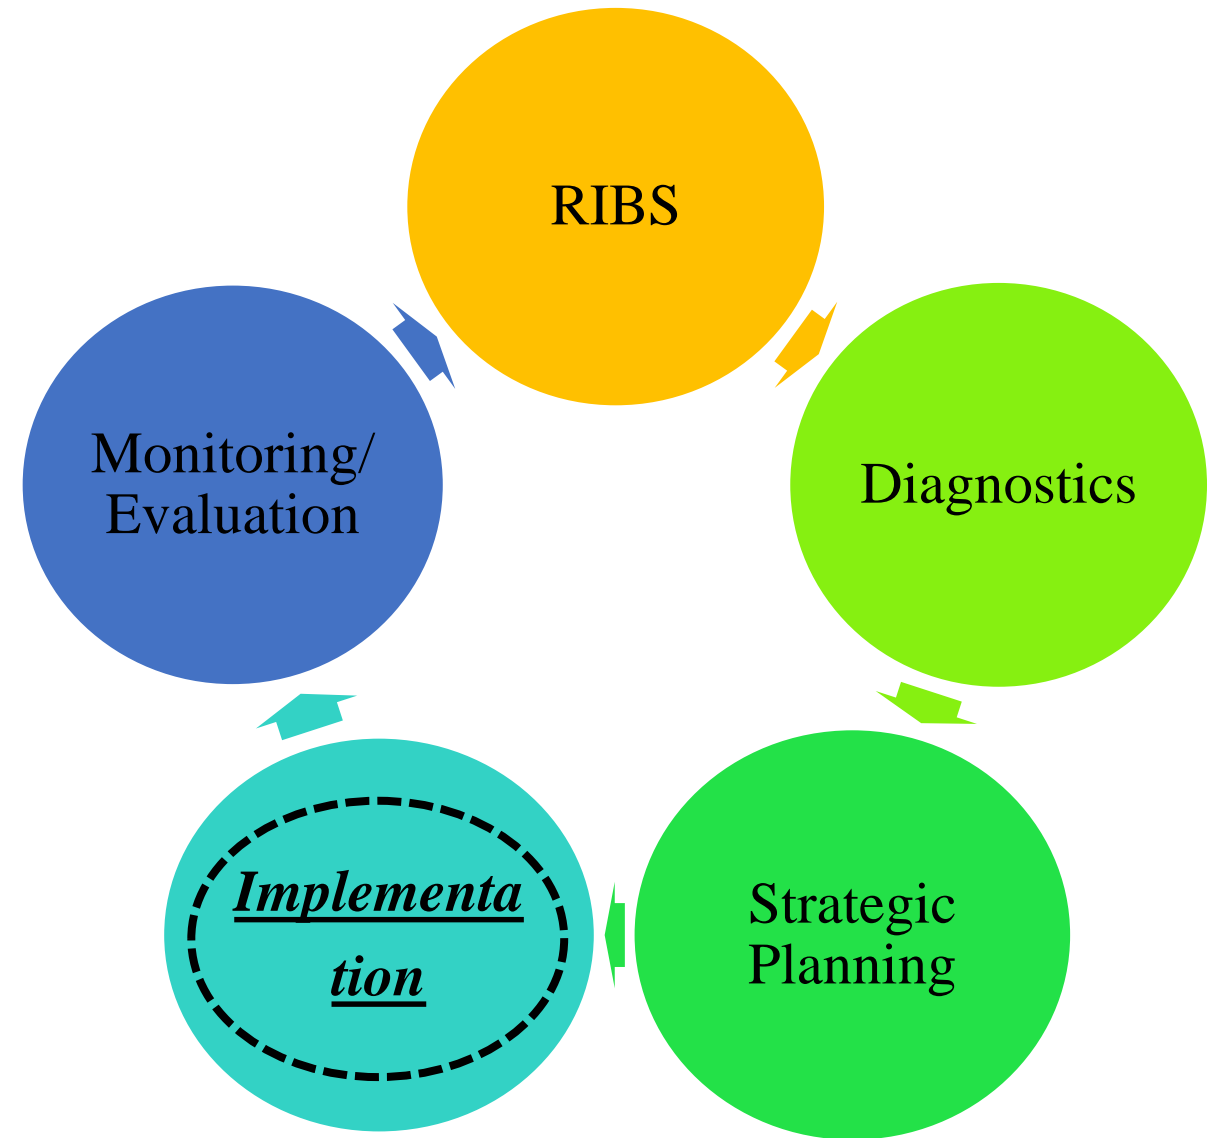 RIBS
Diagnostics
Strategic
Planning
Implementa
tion
Monitoring/
Evaluation